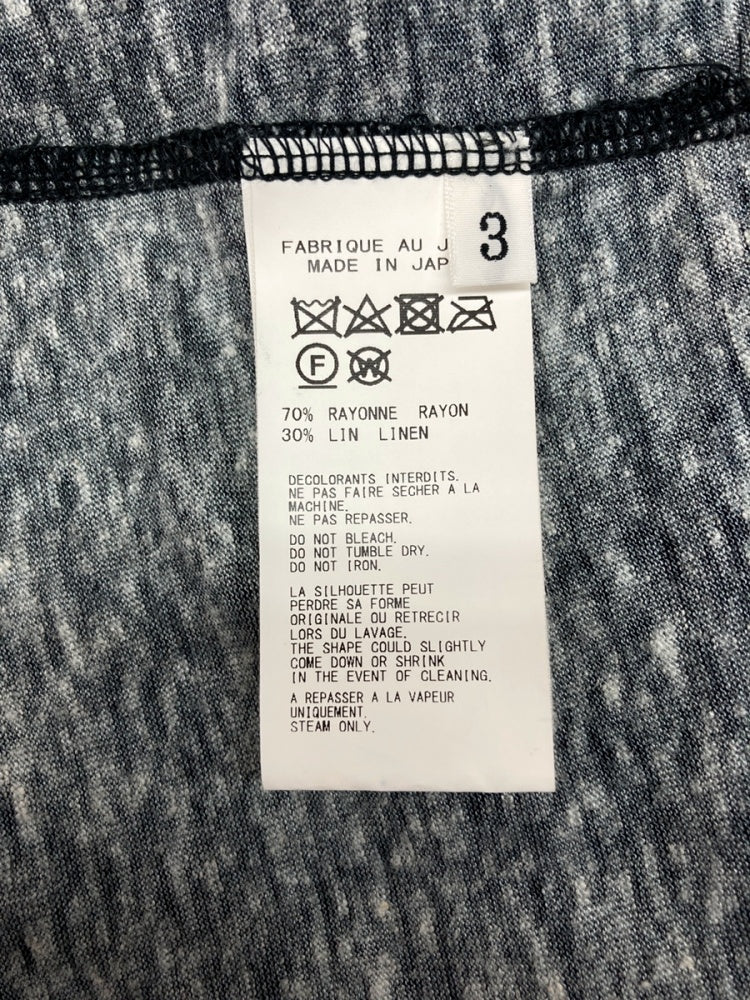 3
FABRIQUE AU J
MADE IN JAP
F
W
70% RAYONNE RAYON
30% LIN LINEN
DECOLORANTS INTERDITS.
NE PAS FAIRE SECHER A LA
MACHINE.
NE PAS REPASSER.
DO NOT BLEACH.
DO NOT TUMBLE DRY.
DO NOT IRON.
LA SILHOUETTE PEUT
PERDRE SA FORME
ORIGINALE OU RETRECIR
LORS DU LAVAGE.
THE SHAPE COULD SLIGHTLY
COME DOWN OR SHRINK
IN THE EVENT OF CLEANING.
A REPASSER A LA VAPEUR
UNIQUEMENT.
STEAM ONLY.